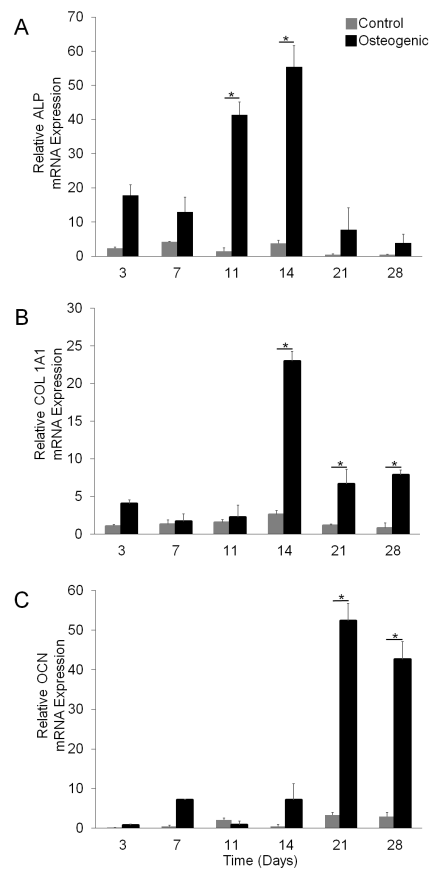 A
Control
Osteogenic
Relative ALP
mRNA Expression
70
60
50
40
30
20
10
0
*
*
3 7 11 14 21 28
B
Relative COL 1A1
mRNA Expression
30
25
20
15
10
5
0
*
*
*
3 7 11 14 21 28
C
Relative OCN
mRNA Expression
60
50
40
30
20
10
0
*
*
3 7 11 14 21 28
Time (Days)